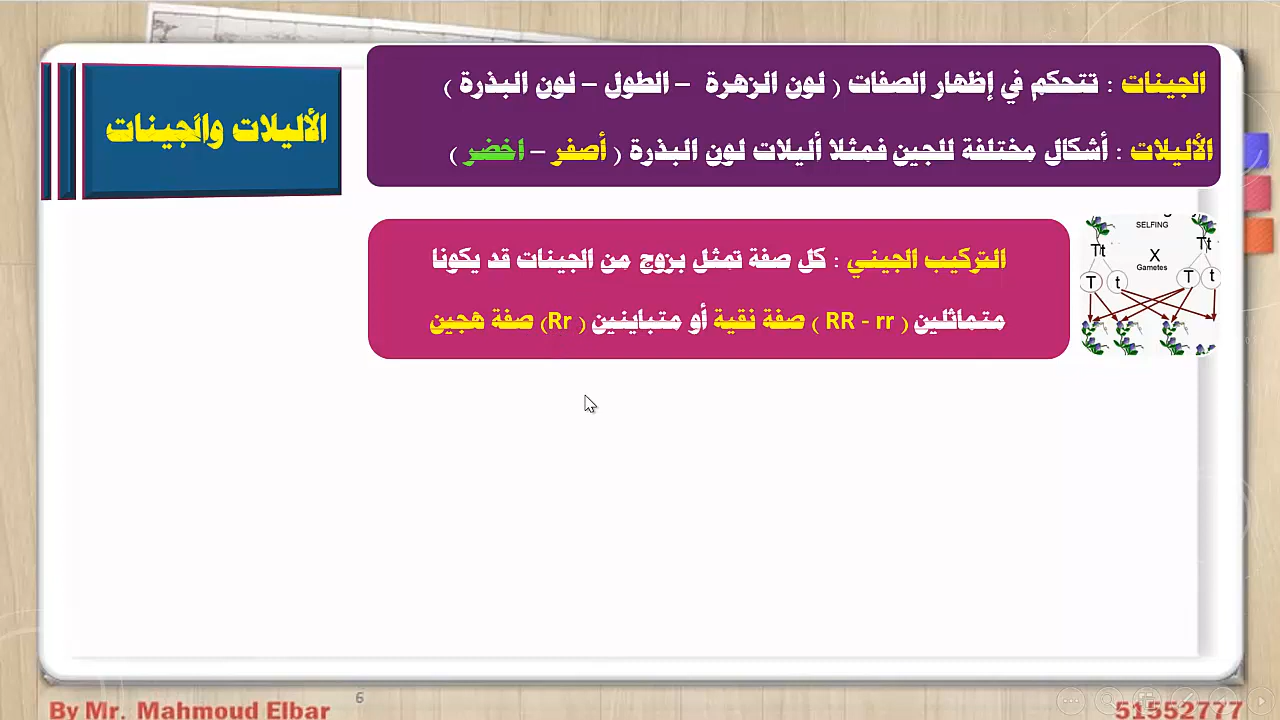 الجينات : تتحكم في إظهار الصفات ( لون الزهرة – الطول – لون البذرة )
الأليلات : أشكال مختلفة للجين فمثلا أليلات لون البذرة ( أصفر – اخضر )
الأليلات والجينات
التركيب الجيني : كل صفة تمثل بزوج من الجينات قد يكونا
متماثلين ( RR - rr ) صفة نقية أو متباينين ( Rr) صفة هجين
SELFING
Tt Tt
X
Gametes
T t T t
6
By Mr. Mahmoud Elbar
51552777